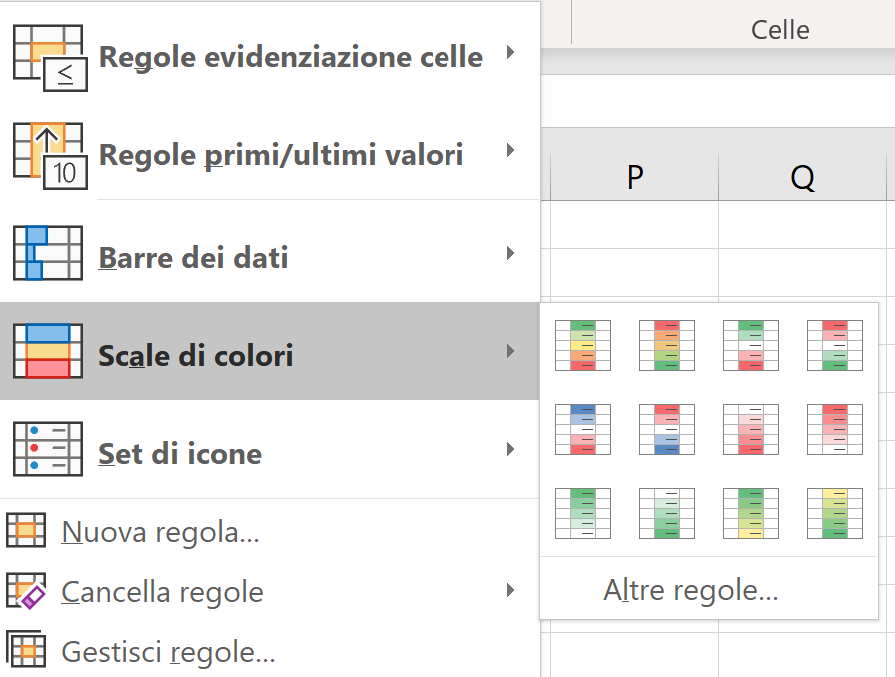 Celle
≤
Regole evidenziazione celle
10
Regole primi/ultimi valori
P
Q
Barre dei dati
Scale di colori
Set di icone
Nuova regola...
Cancella regole
Gestisci regole...
Altre regole...